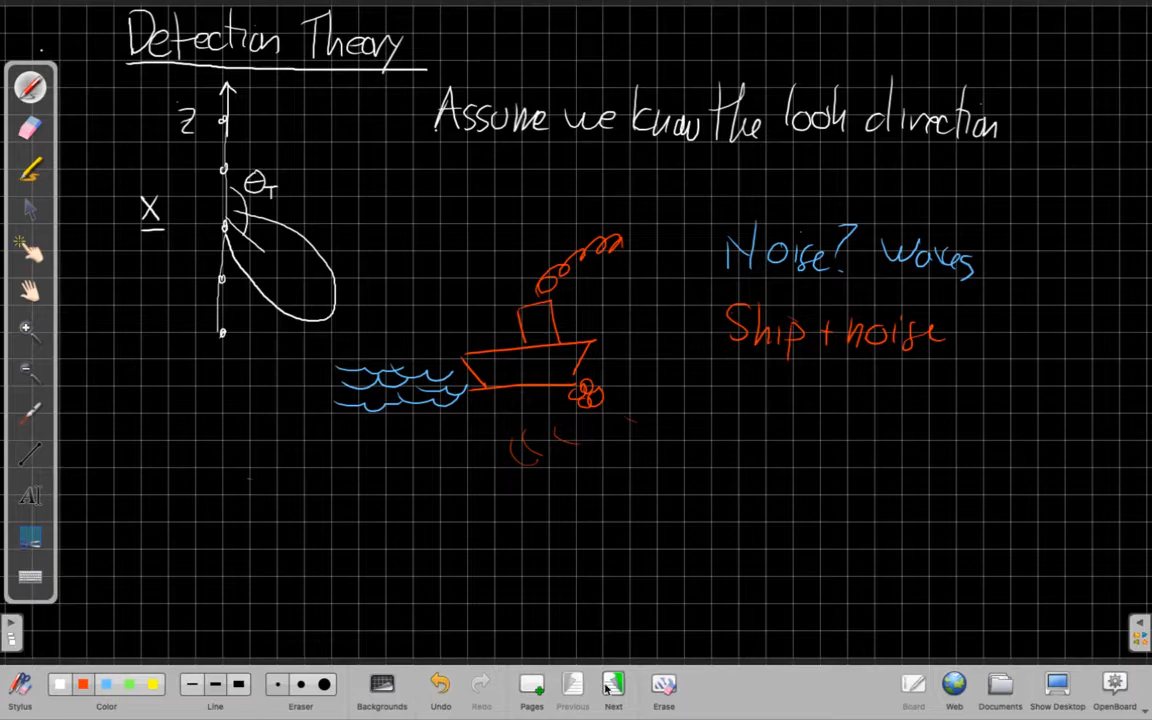 Detection Theory
z
Assume we know the look direction
θT
X
Noise? waves
Ship + noise
AI
Stylus
Color
Line
Eraser
Backgrounds
Undo
Redo
Pages
Previous
Next
Erase
Board
Web
Documents
Show Desktop
OpenBoard